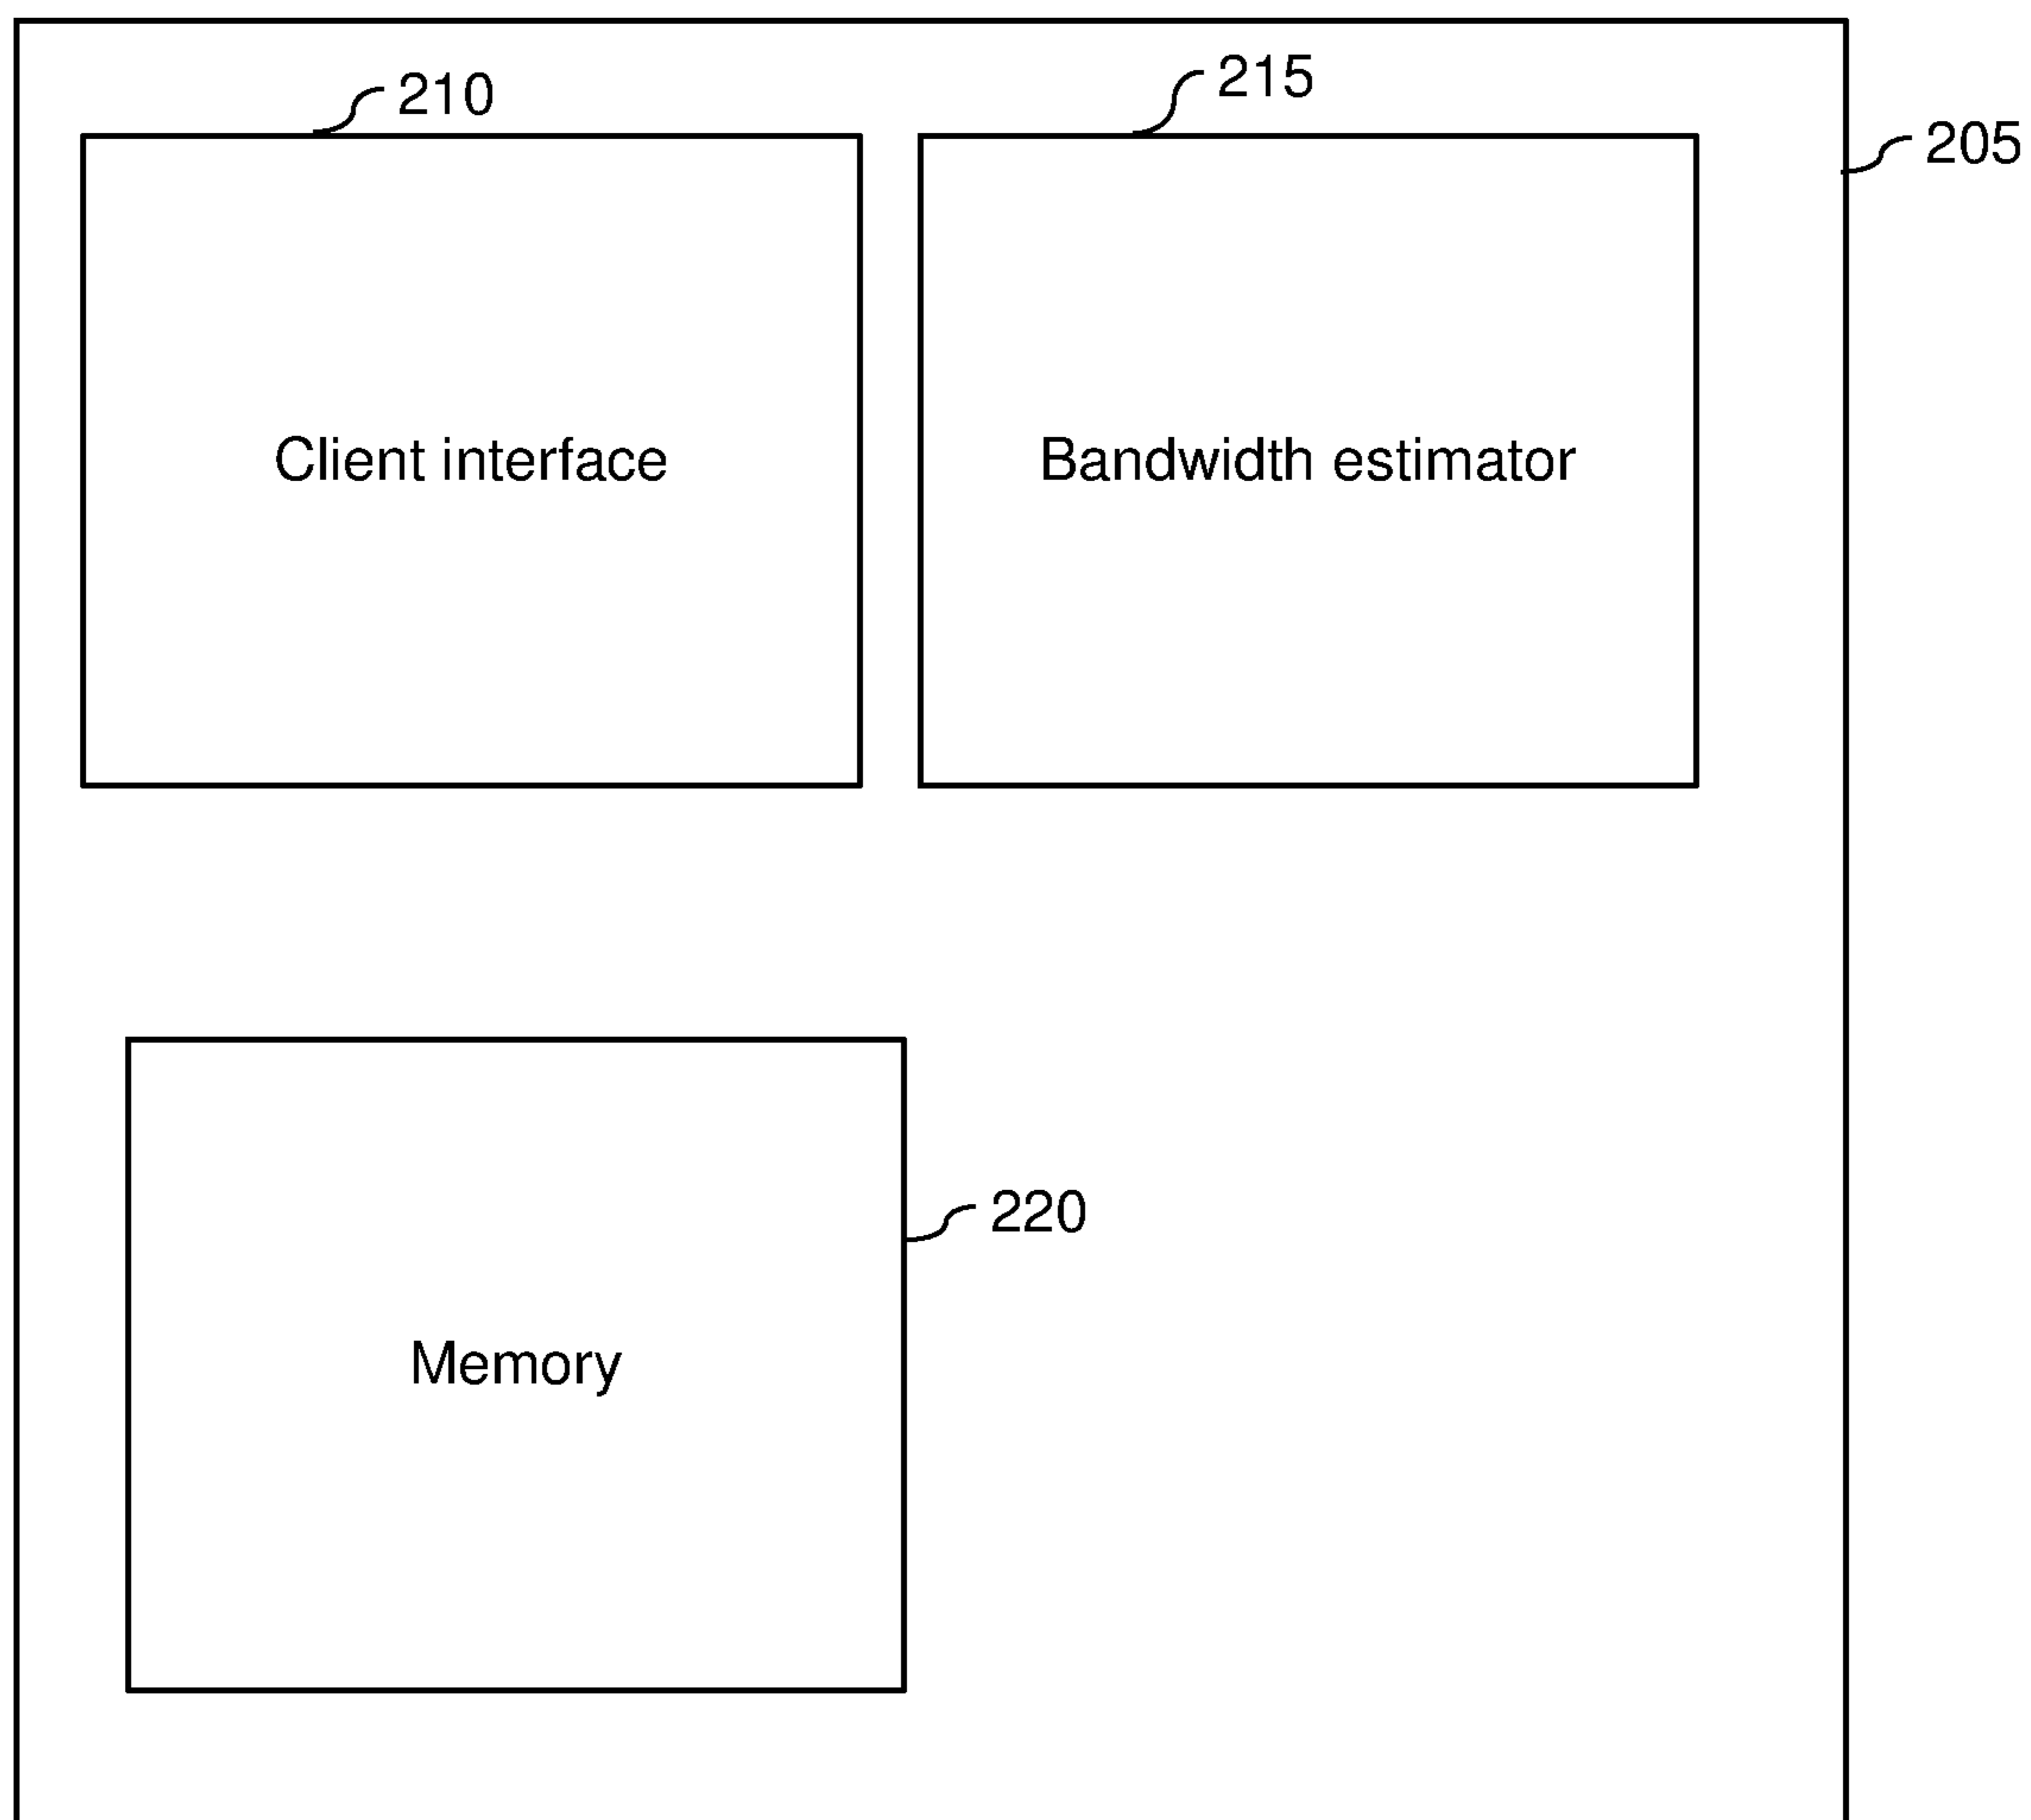 210
215
205
Client interface
Bandwidth estimator
220
Memory